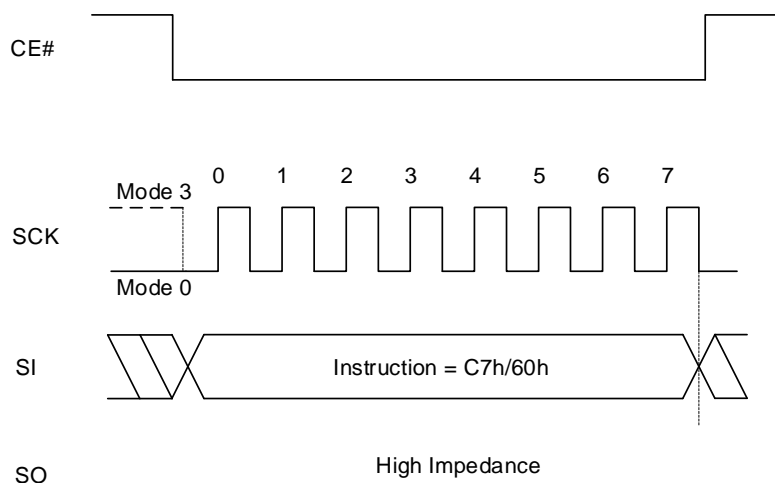 CE#
0 1 2 3 4 5 6 7
Mode 3
SCK
Mode 0
SI
Instruction = C7h/60h
High Impedance
SO